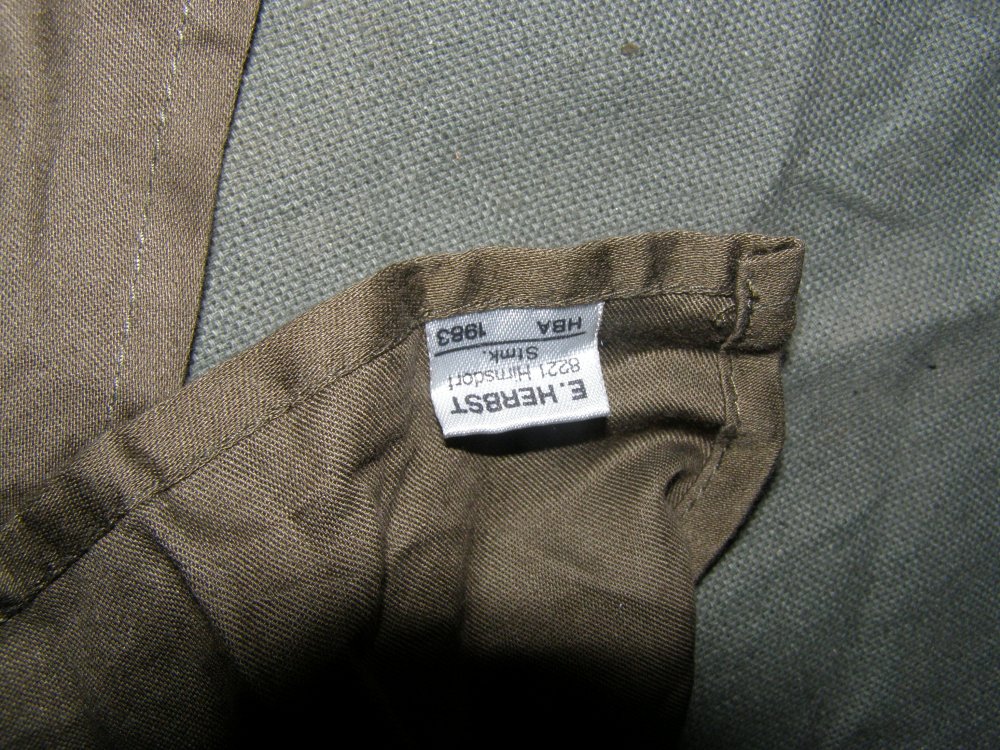 E. HERBST
8221 Hirnsdorf
Stmk.
HBA 1983